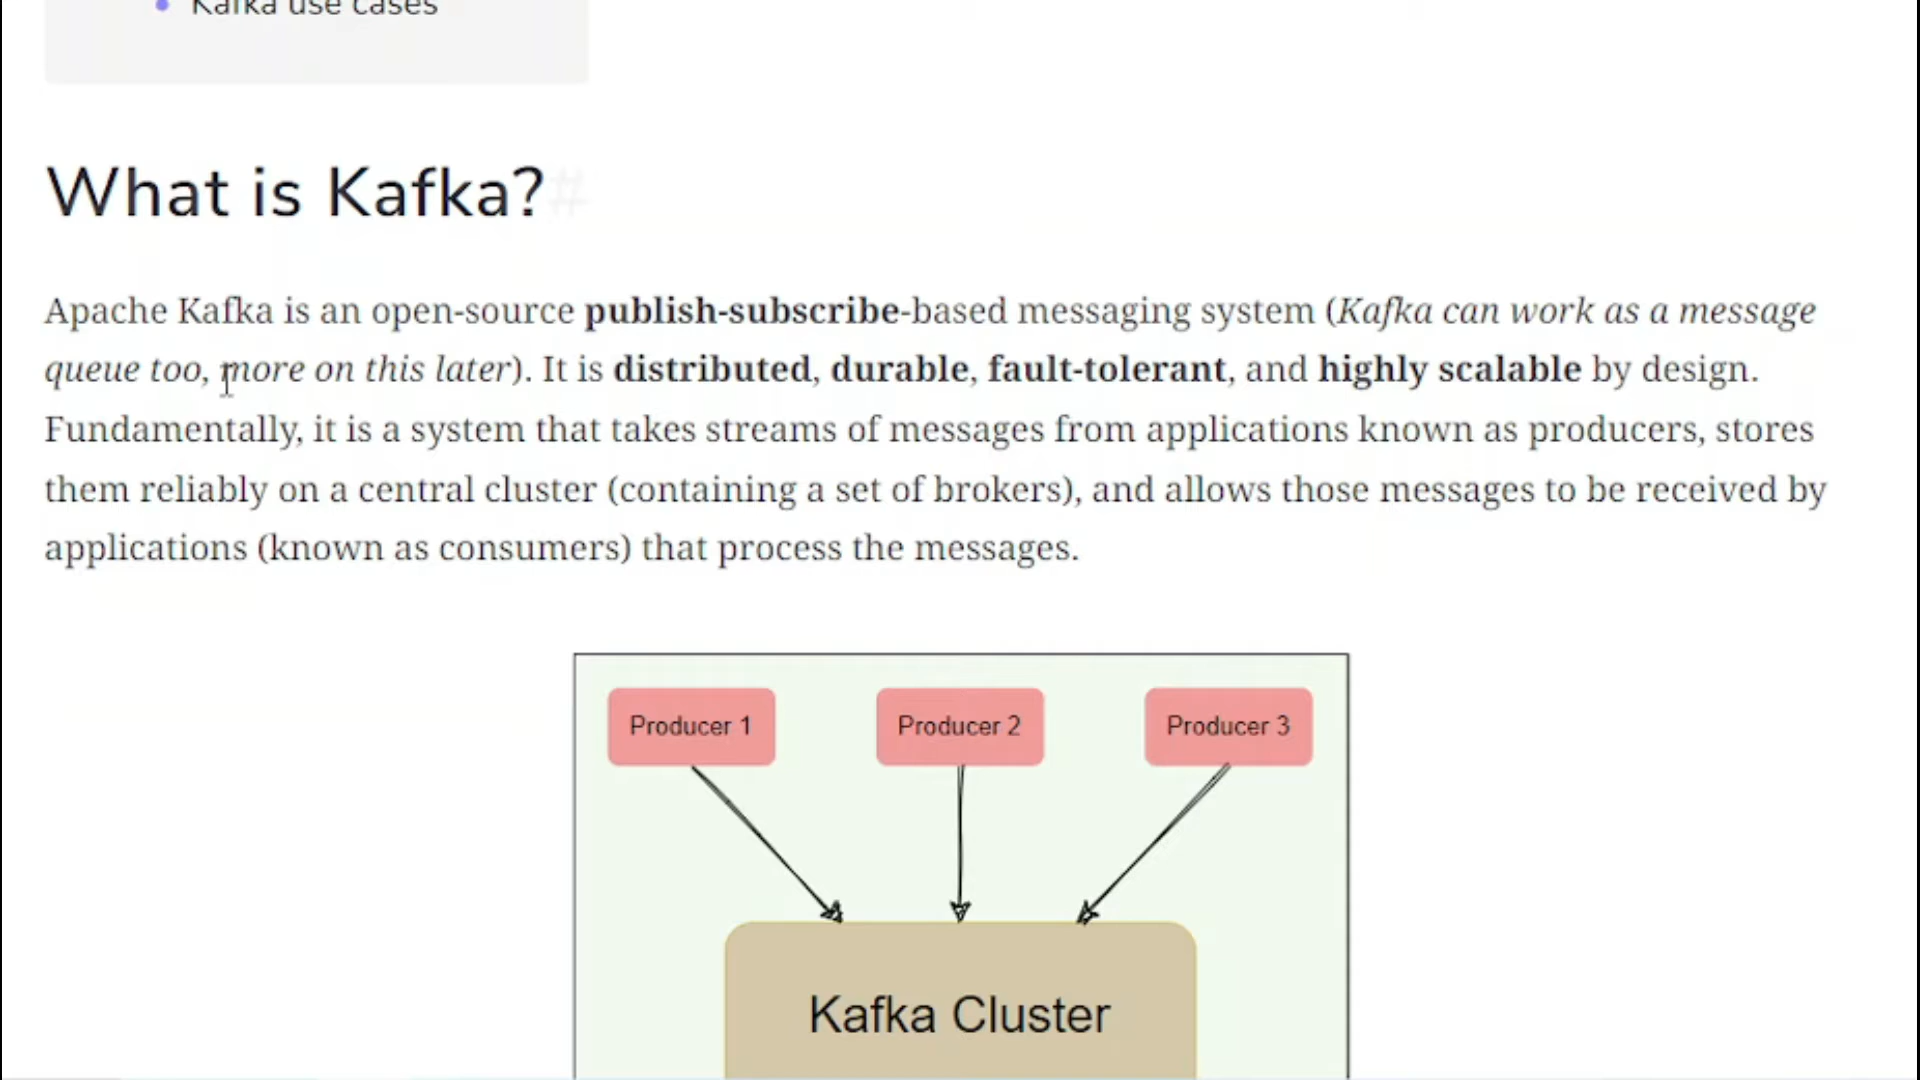 Kafka use cases
What is Kafka?#
Apache Kafka is an open-source publish-subscribe-based messaging system (Kafka can work as a message
queue too, more on this later). It is distributed, durable, fault-tolerant, and highly scalable by design.
Fundamentally, it is a system that takes streams of messages from applications known as producers, stores
them reliably on a central cluster (containing a set of brokers), and allows those messages to be received by
applications (known as consumers) that process the messages.
Producer 1 Producer 2 Producer 3
Kafka Cluster